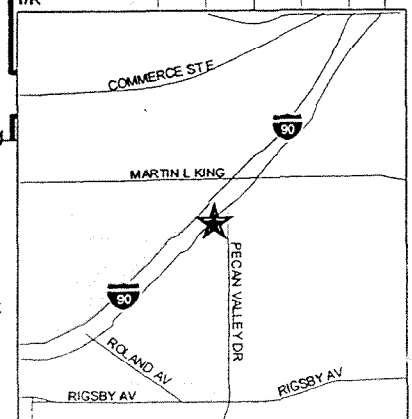 COMMERCE ST E
90
MARTIN L KING
PECAN VALLEY DR
90
ROLAND AV
RIGSBY AV
RIGSBY AV